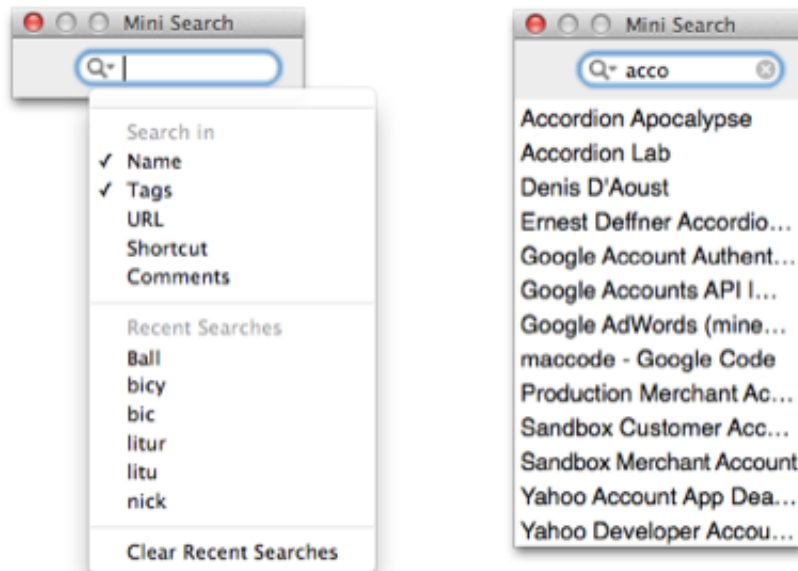 Mini Search
Search in
✓ Name
✓ Tags
URL
Shortcut
Comments
Recent Searches
Ball
bicy
bic
litur
litu
nick
Clear Recent Searches
Mini Search
acco
Accordion Apocalypse
Accordion Lab
Denis D'Aoust
Ernest Deffner Accordio...
Google Account Authent...
Google Accounts API I...
Google AdWords (mine...
maccode - Google Code
Production Merchant Ac...
Sandbox Customer Acc...
Sandbox Merchant Account
Yahoo Account App Dea...
Yahoo Developer Accou...